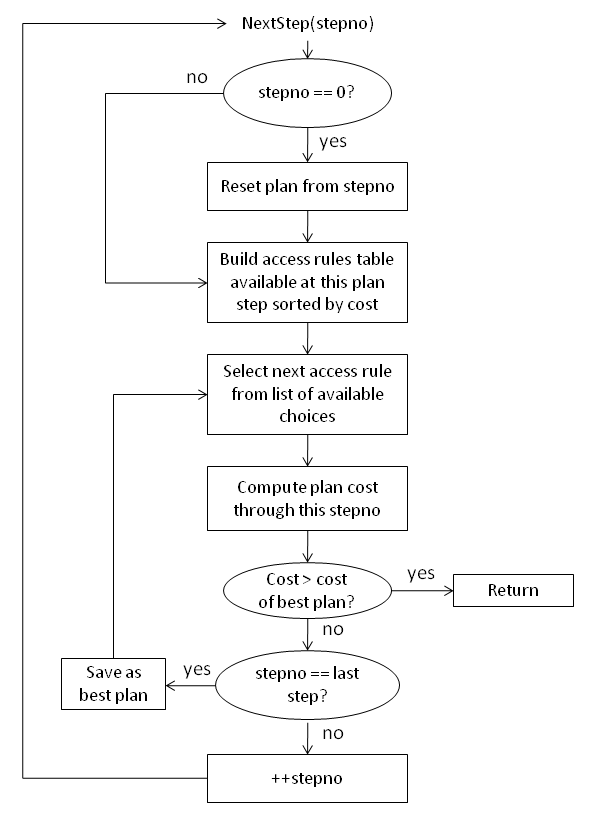 NextStep(stepno)
no
stepno == 0?
yes
Reset plan from stepno
Build access rules table
available at this plan
step sorted by cost
Select next access rule
from list of available
choices
Compute plan cost
through this stepno
Cost > cost
of best plan?
yes
Return
no
stepno == last
step?
yes
Save as
best plan
no
++stepno